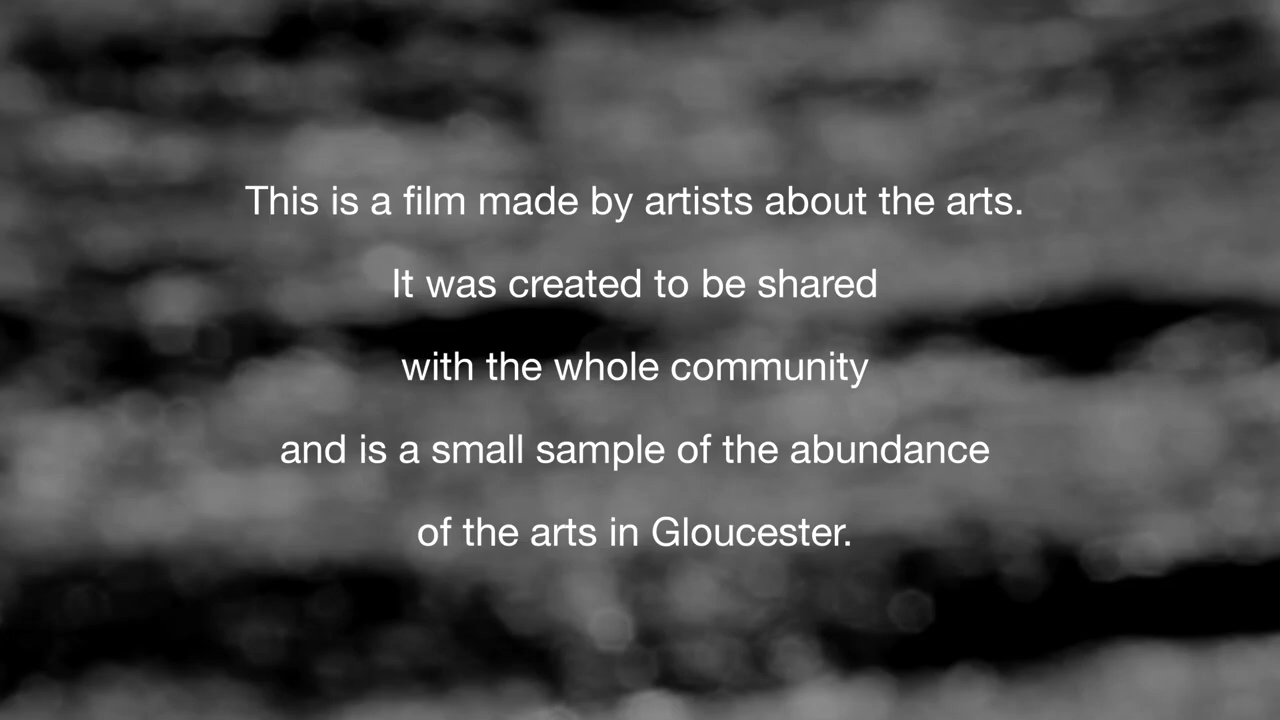 This is a film made by artists about the arts.
It was created to be shared
with the whole community
and is a small sample of the abundance
of the arts in Gloucester.